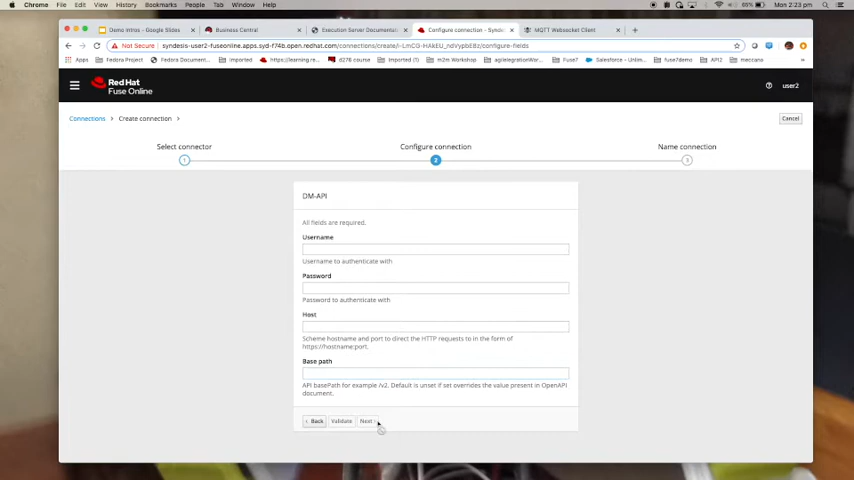 Chrome File Edit View History Bookmarks People Tab Window Help 86% Mon 2:23 pm
Demo Intros - Google Slides Business Central Execution Server Documentat Configure connection - Syndes MQTT Websocket Client
Not Secure syndesis-user2-fuseonline.apps.syd-f74b.open.redhat.com/connections/create/
/configure-fields
Apps Fedora Project Fedora Document.. Imported https://learning.re.. d276 course Imported (1) m2m Workshop Fuse7 Salesforce - Unlim.. fuse7demo API2 meccano
Red Hat
Fuse Online
user2
Connections > Create connection >
Cancel
Select connector Configure connection Name connection
1 2 3
DM-API
All fields are required.
Username
Username to authenticate with
Password
Password to authenticate with
Host
Scheme hostname and port to direct the HTTP requests to in the form of
https://hostname:port.
Base path
API basePath for example /v2. Default is unset if set overrides the value present in OpenAPI
document.
‹ Back Validate Next ›